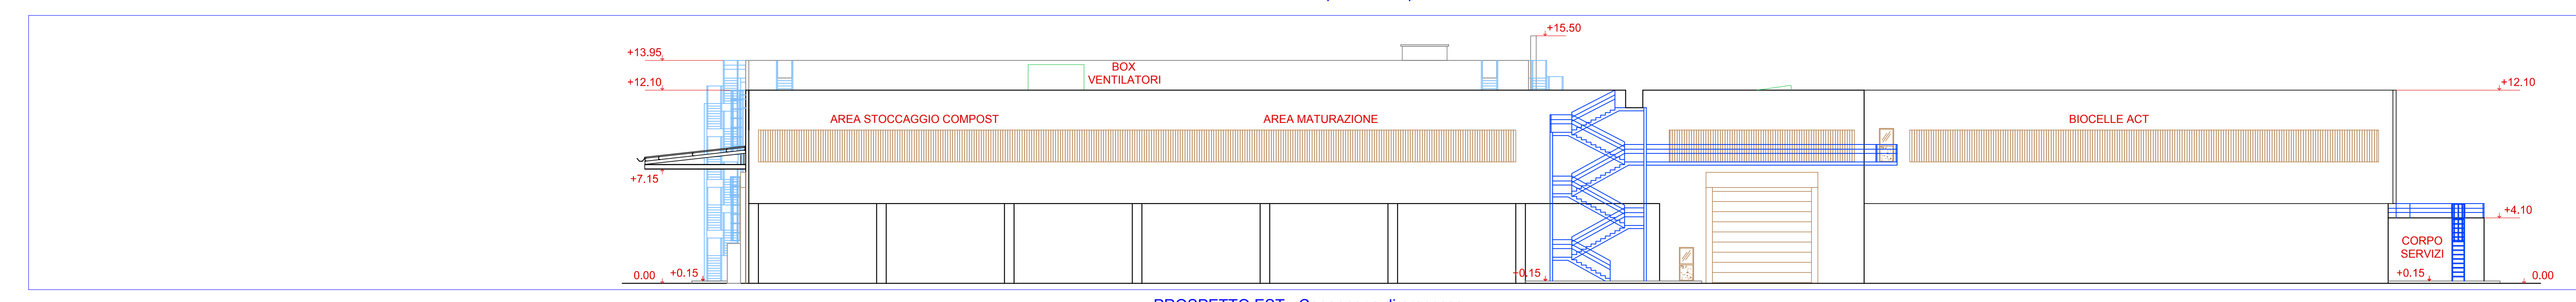 +15.50
+13.95
BOX
VENTILATORI
+12.10
+12.10
AREA STOCCAGGIO COMPOST
AREA MATURAZIONE
BIOCELLE ACT
+7.15
+4.10
CORPO
SERVIZI
0.00
+0.15
+0.15
+0.15
0.00